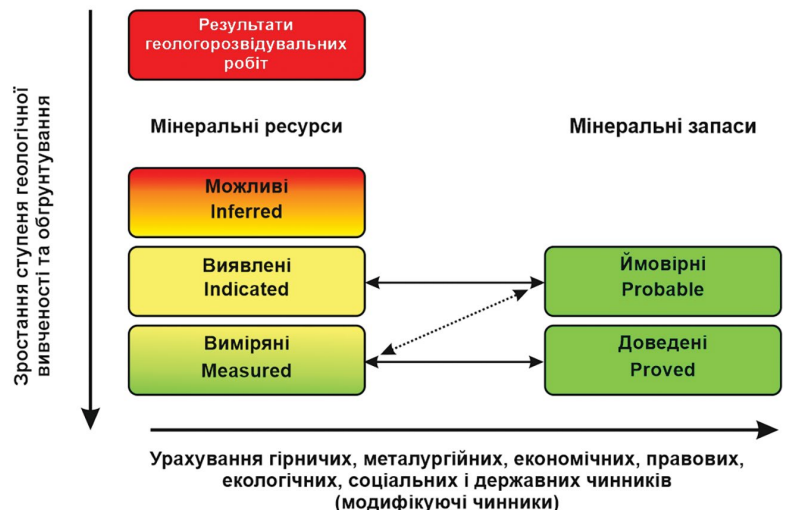 Результати
геологорозвідувальних
робіт
Мінеральні ресурси
Мінеральні запаси
Можливі
Inferred
Виявлені
Indicated
Ймовірні
Probable
Виміряні
Measured
Доведені
Proved
Зростання ступеня геологічної
вивченості та обгрунтування
Урахування гірничих, металургійних, економічних, правових,
екологічних, соціальних і державних чинників
(модифікуючі чинники)